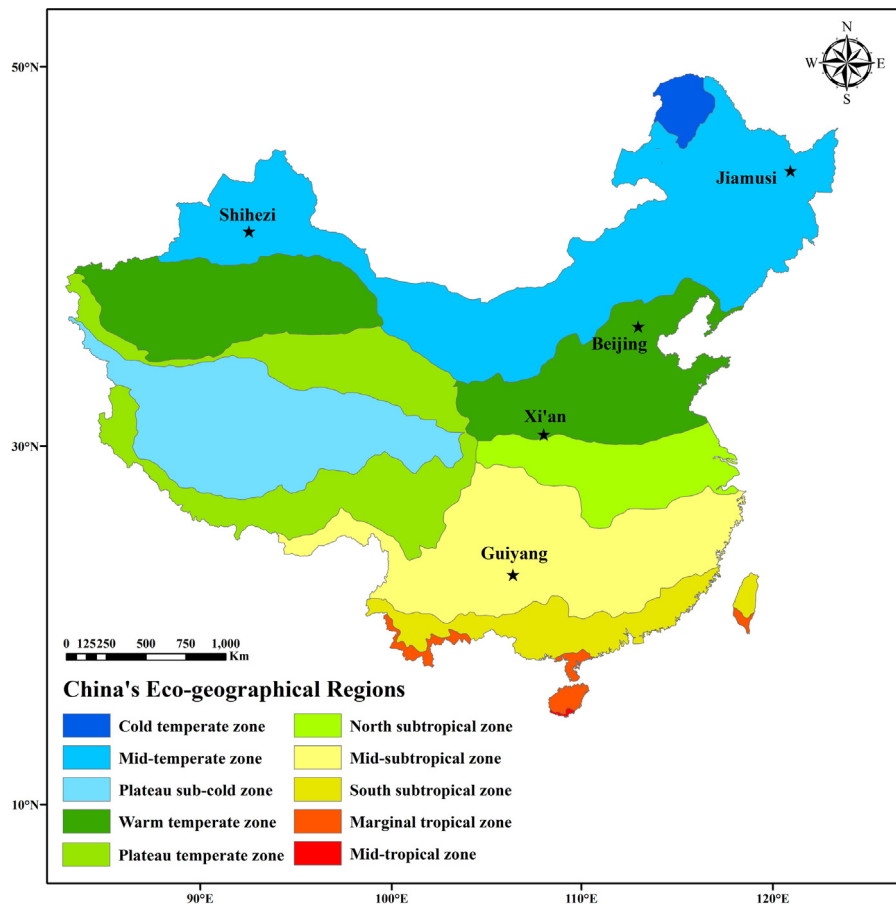 N
W E
S
50°N
30°N
10°N
90°E 100°E 110°E 120°E
Shihezi
Jiamusi
Beijing
Xi'an
Guiyang
0 125250 500 750 1,000
Km
China's Eco-geographical Regions
Cold temperate zone
Mid-temperate zone
Plateau sub-cold zone
Warm temperate zone
Plateau temperate zone
North subtropical zone
Mid-subtropical zone
South subtropical zone
Marginal tropical zone
Mid-tropical zone